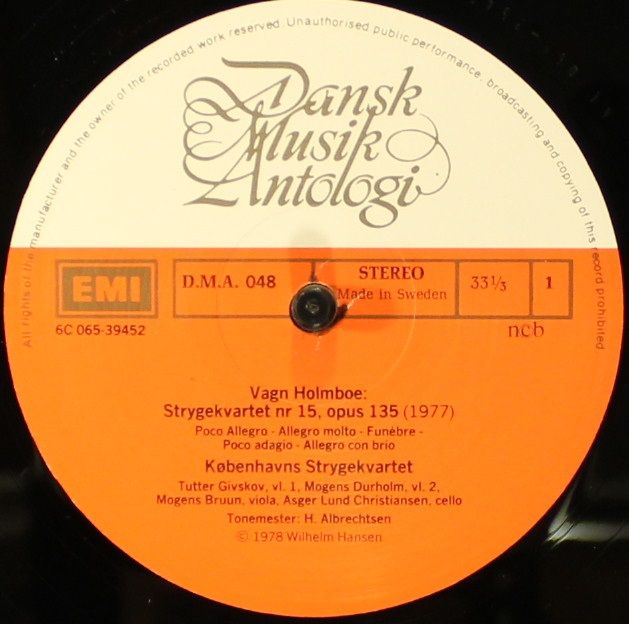 All rights of the manufacturer and the owner of the recorded work reserved. Unauthorised public performance, broadcasting and copying of this record prohibited
Dansk
Musik
Antologi
EMI
D.M.A. 048
STEREO
Made in Sweden
33 1/3
1
6C 065-39452
ncb
Vagn Holmboe:
Strygekvartet nr 15, opus 135 (1977)
Poco Allegro - Allegro molto - Funèbre -
Poco adagio - Allegro con brio
Københavns Strygekvartet
Tutter Givskov, vl. 1, Mogens Durholm, vl. 2,
Mogens Bruun, viola, Asger Lund Christiansen, cello
Tonemester: H. Albrechtsen
Ⓒ 1978 Wilhelm Hansen